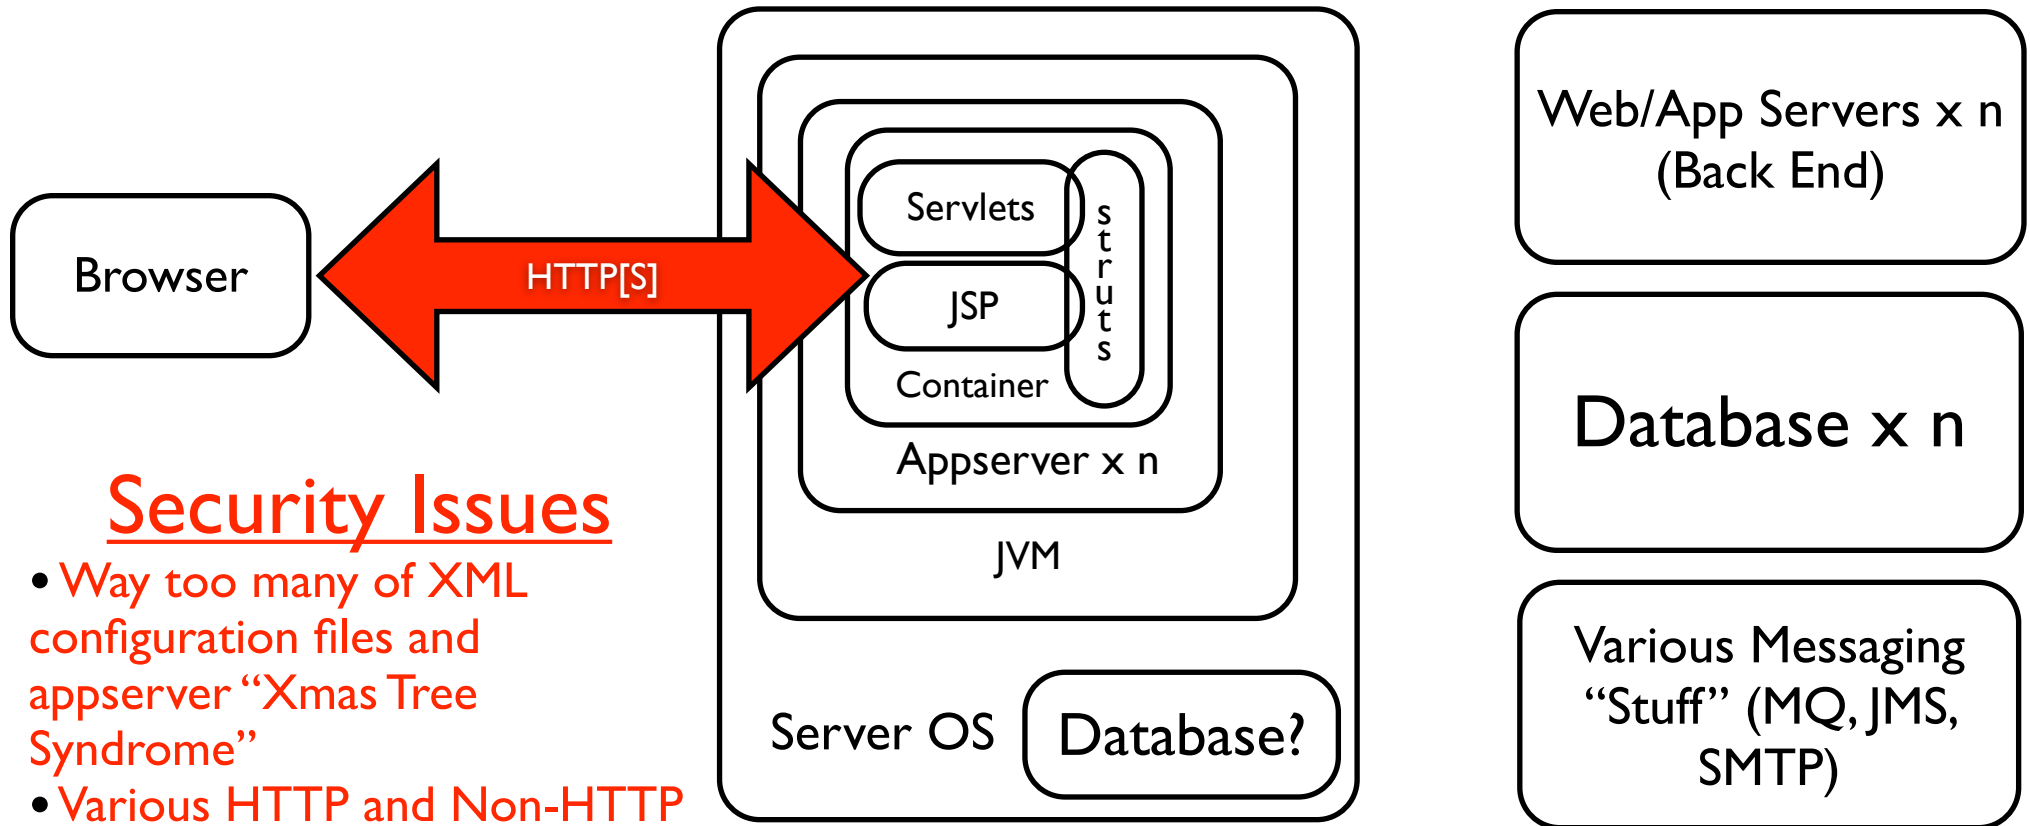 Browser
HTTP[S]
Servlets
JSP
struts
Container
Appserver x n
JVM
Server OS
Database?
Web/App Servers x n
(Back End)
Database x n
Various Messaging
“Stuff” (MQ, JMS,
SMTP)
Security Issues
• Way too many of XML
configuration files and
appserver “Xmas Tree
Syndrome”
• Various HTTP and Non-HTTP